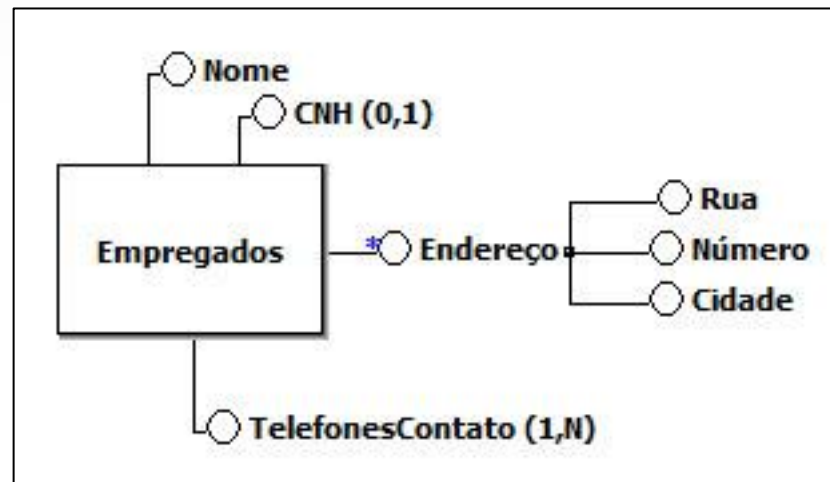 Nome
CNH (0,1)
Empregados
*
Endereço
Rua
Número
Cidade
TelefonesContato (1,N)